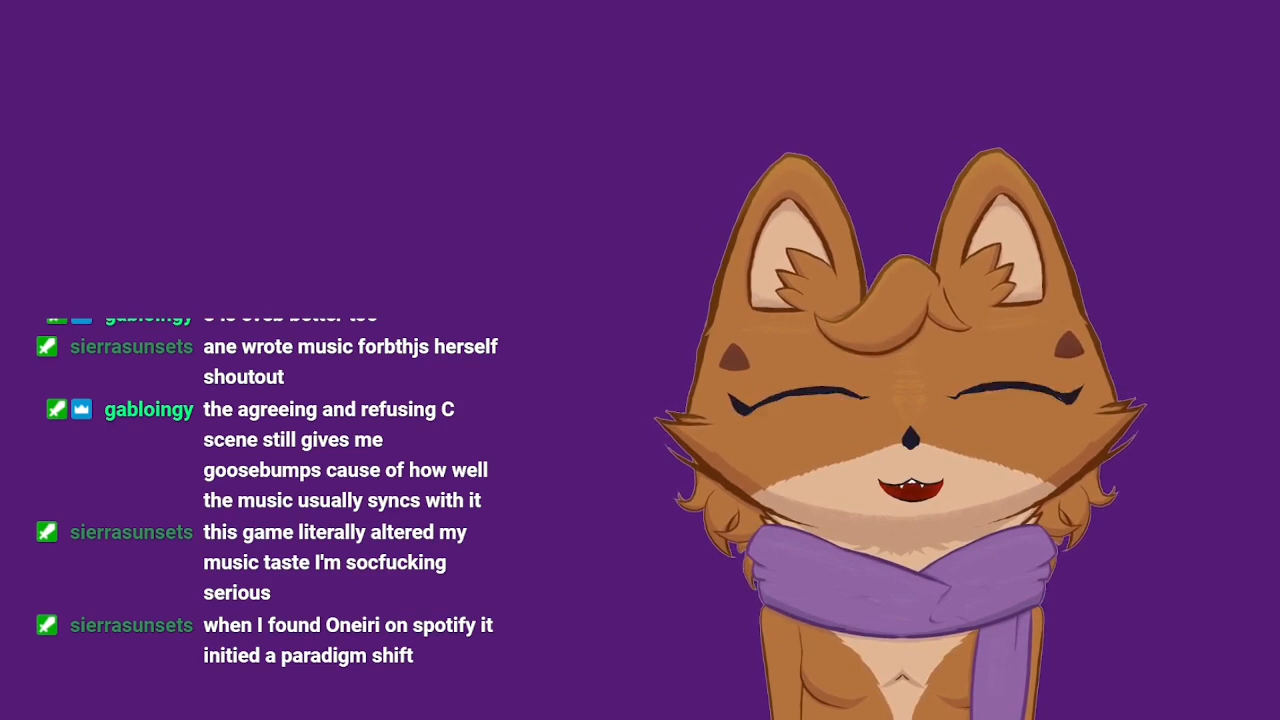 gabloingy
sierrasunsets ane wrote music forbthjs herself
shoutout
gabloingy the agreeing and refusing C
scene still gives me
goosebumps cause of how well
the music usually syncs with it
sierrasunsets this game literally altered my
music taste I'm socfucking
serious
sierrasunsets when I found Oneiri on spotify it
initied a paradigm shift